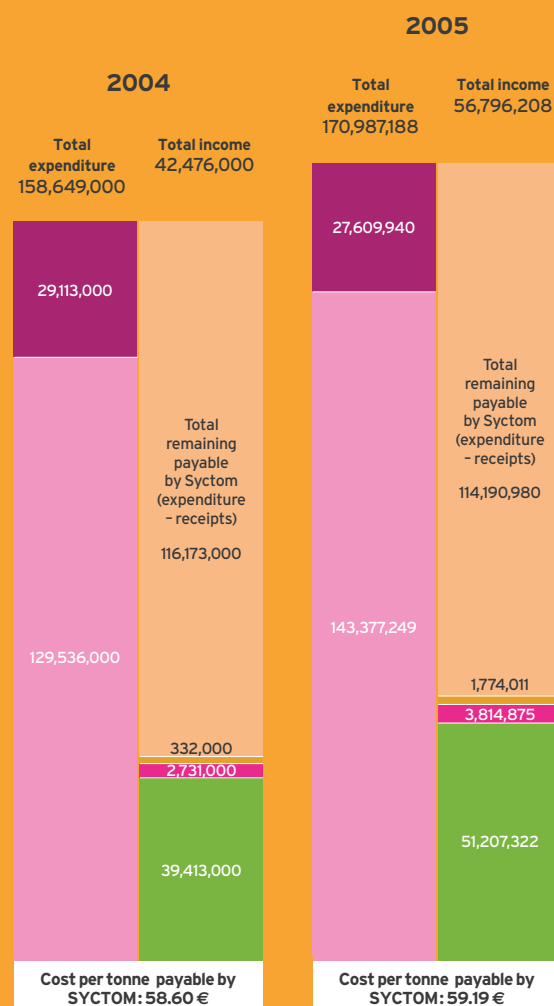 2004
Total
expenditure
158,649,000
Total income
42,476,000
29,113,000
129,536,000
Total
remaining
payable
by Syctom
(expenditure
– receipts)
116,173,000
332,000
2,731,000
39,413,000
Cost per tonne payable by
SYCTOM: 58.60 €
2005
Total
expenditure
170,987,188
Total income
56,796,208
27,609,940
143,377,249
Total
remaining
payable
by Syctom
(expenditure
– receipts)
114,190,980
1,774,011
3,814,875
51,207,322
Cost per tonne payable by
SYCTOM: 59.19 €